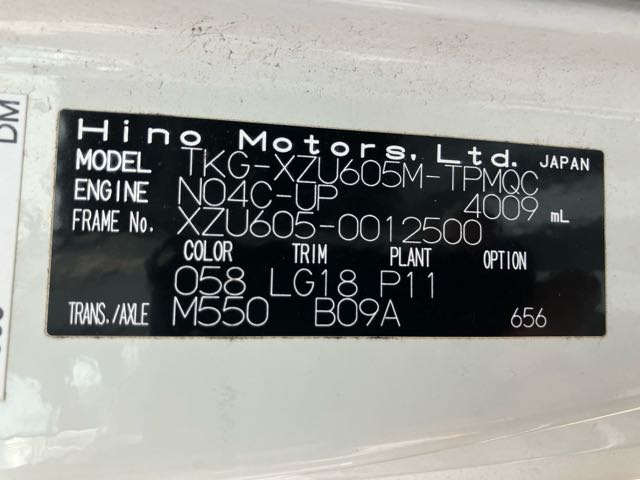 Hino Motors, Ltd. JAPAN
MODEL TKG-XZU605M-TPMQC
ENGINE N04C-UP 4009 mL
FRAME No. XZU605-0012500
COLOR TRIM PLANT OPTION
058 LG18 P11
TRANS./AXLE M550 B09A 656
DM